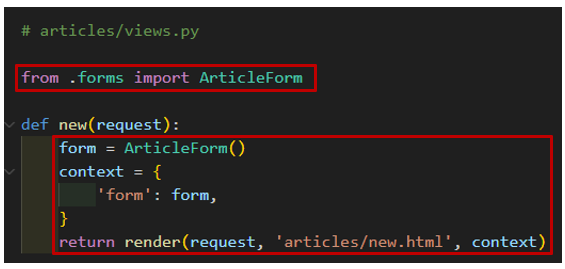 # articles/views.py
from .forms import ArticleForm
def new(request):
    form = ArticleForm()
    context = {
        'form': form,
    }
    return render(request, 'articles/new.html', context)